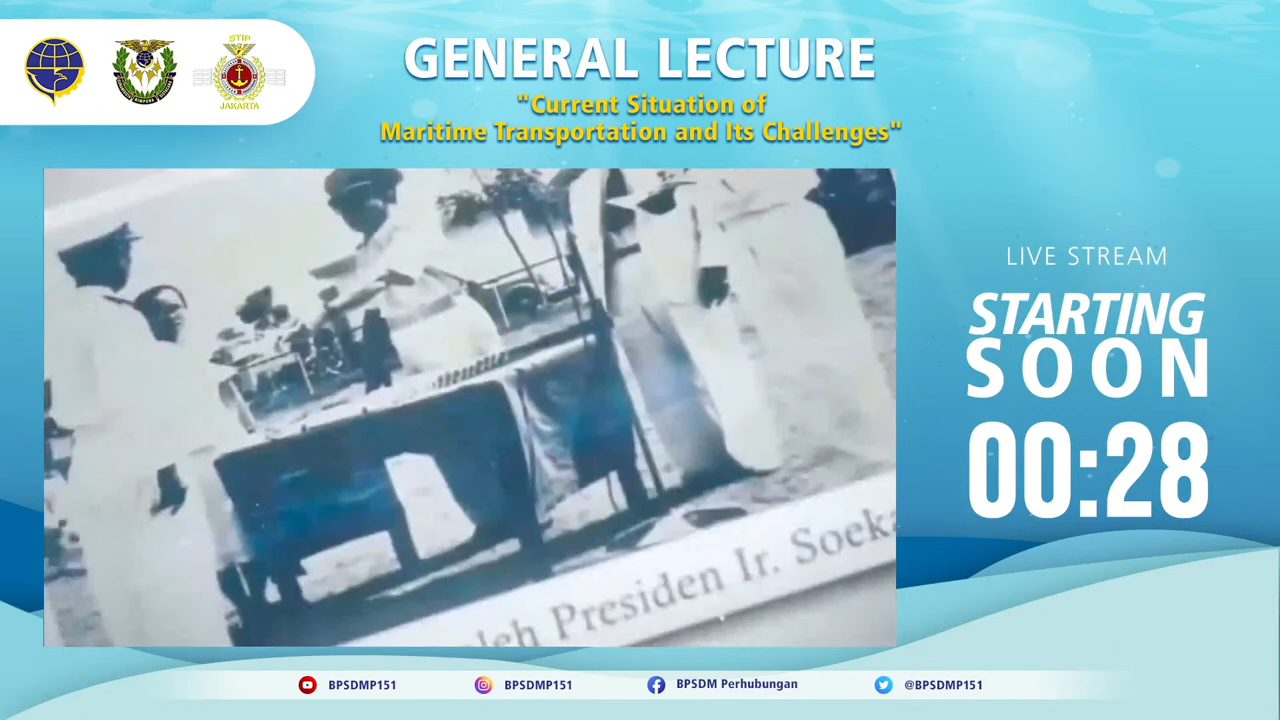 STIP
JAKARTA
GENERAL LECTURE
"Current Situation of
Maritime Transportation and Its Challenges"
LIVE STREAM
STARTING
SOON
00:28
Presiden Ir.
BPSDMP151
BPSDMP151
BPSDM Perhubungan
@BPSDMP151